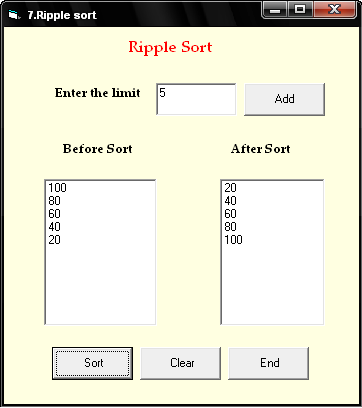 7.Ripple sort
Ripple Sort
Enter the limit 5 Add
Before Sort After Sort
100 20
80 40
60 60
40 80
20 100
Sort Clear End